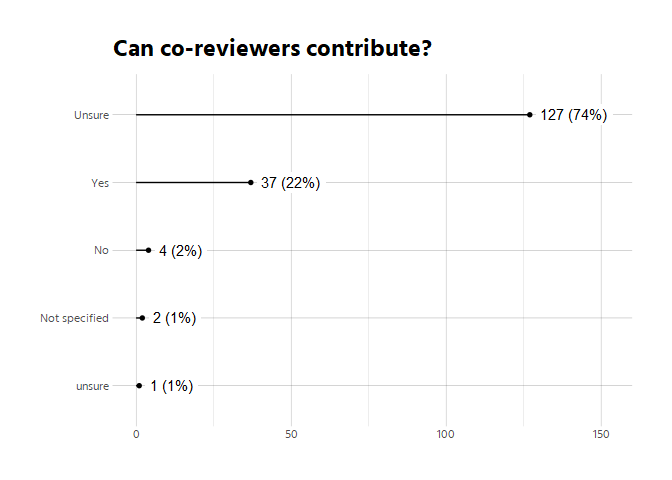 Can co-reviewers contribute?
Unsure 127 (74%)
Yes 37 (22%)
No 4 (2%)
Not specified 2 (1%)
unsure 1 (1%)
0 50 100 150